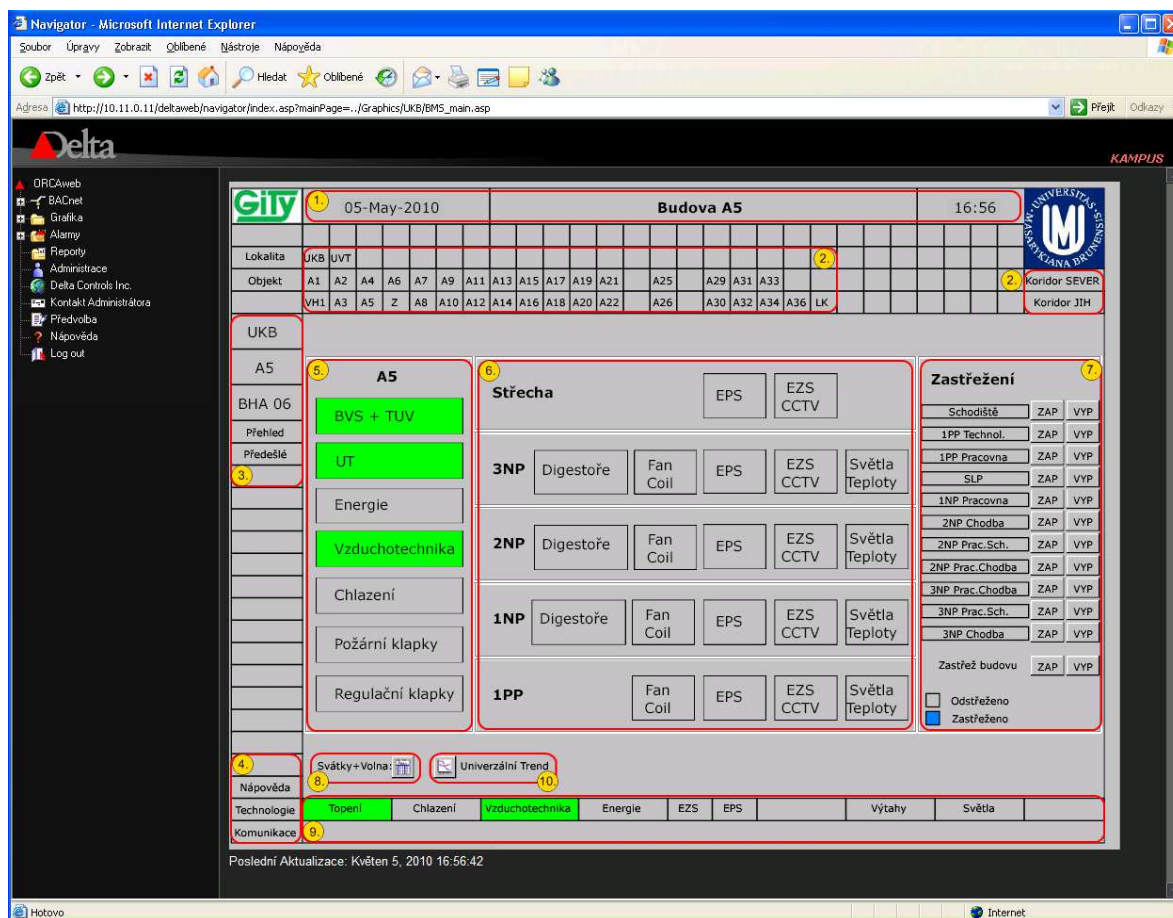 Navigator - Microsoft Internet Explorer
Soubor Úpravy Zobrazit Oblíbené Nástroje Nápověda
Zpět Hledat Oblíbené
Adresa http://10.11.0.11/deltaweb/navigator/index.asp?mainPage=../Graphics/UKB/BMS_main.asp Přejít Odkazy
Delta
KAMPUS
ORCAweb
BACnet
Grafika
Alarmy
Reporty
Administrace
Delta Controls Inc.
Kontakt Administrátora
Předvolba
Nápověda
Log out
GiTy 1. 05-May-2010 Budova A5 16:56
UNIVERSITAS MASARYKIANA BRUNENSIS
Lokalita UKB UVT 2.
Objekt A1 A2 A4 A6 A7 A9 A11 A13 A15 A17 A19 A21 A25 A29 A31 A33 2. Koridor SEVER
VH1 A3 A5 Z A8 A10 A12 A14 A16 A18 A20 A22 A26 A30 A32 A34 A36 LK Koridor JIH
UKB
A5
BHA 06
Přehled
Předešlé
3.
5. A5
BVS + TUV
UT
Energie
Vzduchotechnika
Chlazení
Požární klapky
Regulační klapky
6.
Střecha EPS EZS CCTV
3NP Digestoře Fan Coil EPS EZS CCTV Světla Teploty
2NP Digestoře Fan Coil EPS EZS CCTV Světla Teploty
1NP Digestoře Fan Coil EPS EZS CCTV Světla Teploty
1PP Fan Coil EPS EZS CCTV Světla Teploty
7.
Zastřežení
Schodiště ZAP VYP
1PP Technol. ZAP VYP
1PP Pracovna ZAP VYP
SLP ZAP VYP
1NP Pracovna ZAP VYP
2NP Chodba ZAP VYP
2NP Prac.Sch. ZAP VYP
2NP Prac.Chodba ZAP VYP
3NP Prac.Chodba ZAP VYP
3NP Prac.Sch. ZAP VYP
3NP Chodba ZAP VYP
Zastřež budovu ZAP VYP
Odstřeženo
Zastřeženo
4.
Svátky+Volna: Univerzální Trend
8. 10.
Nápověda
Technologie Topení Chlazení Vzduchotechnika Energie EZS EPS Výtahy Světla
Komunikace 9.
Poslední Aktualizace: Květen 5, 2010 16:56:42
Hotovo Internet